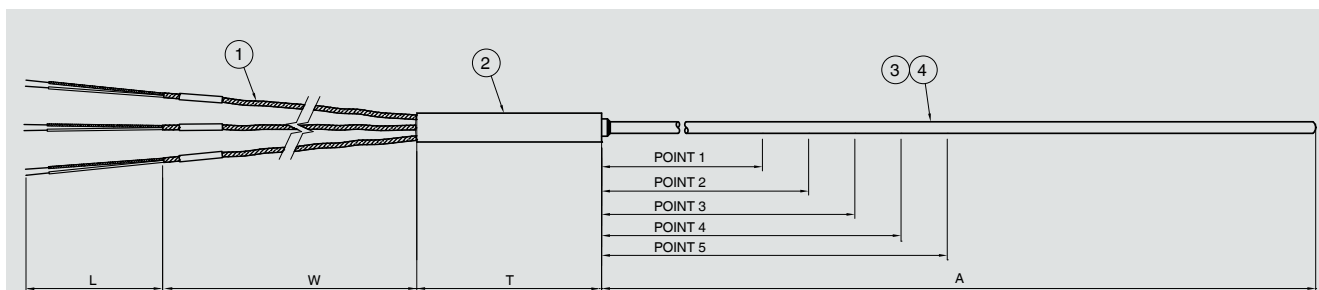 1
2
3 4
POINT 1
POINT 2
POINT 3
POINT 4
POINT 5
L W T A